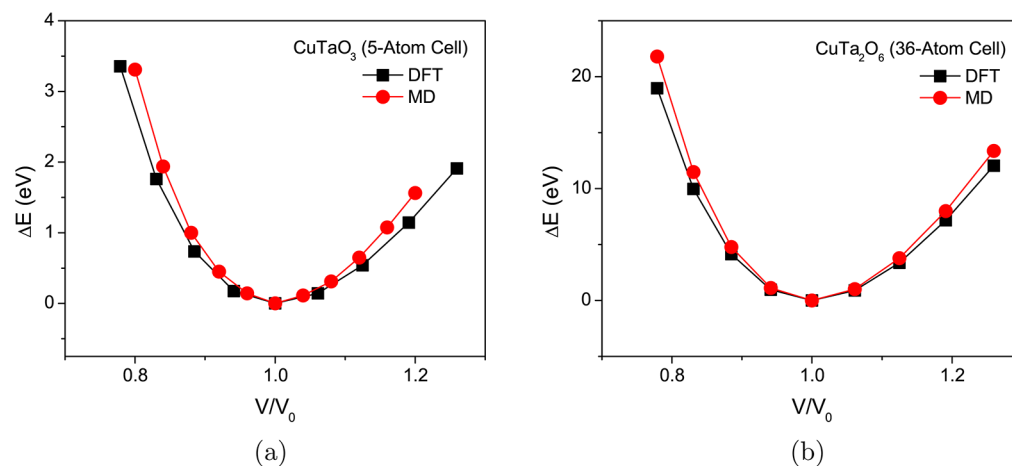 4
3
2
1
0
ΔE (eV)
CuTaO₃ (5-Atom Cell)
DFT
MD
0.8 1.0 1.2
V/V₀
(a)
20
10
0
ΔE (eV)
CuTa₂O₆ (36-Atom Cell)
DFT
MD
0.8 1.0 1.2
V/V₀
(b)